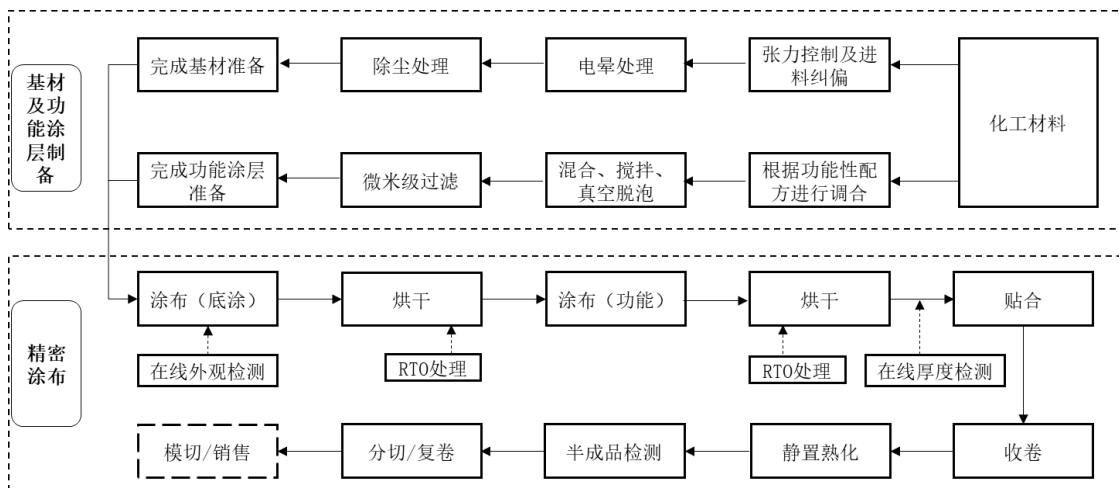 基材
及功
能涂
层制
备
完成基材准备
除尘处理
电晕处理
张力控制及进
料纠偏
化工材料
完成功能涂层
准备
微米级过滤
混合、搅拌、
真空脱泡
根据功能性配
方进行调合
精密
涂布
涂布（底涂）
烘干
涂布（功能）
烘干
贴合
在线外观检测
RTO处理
RTO处理
在线厚度检测
模切/销售
分切/复卷
半成品检测
静置熟化
收卷